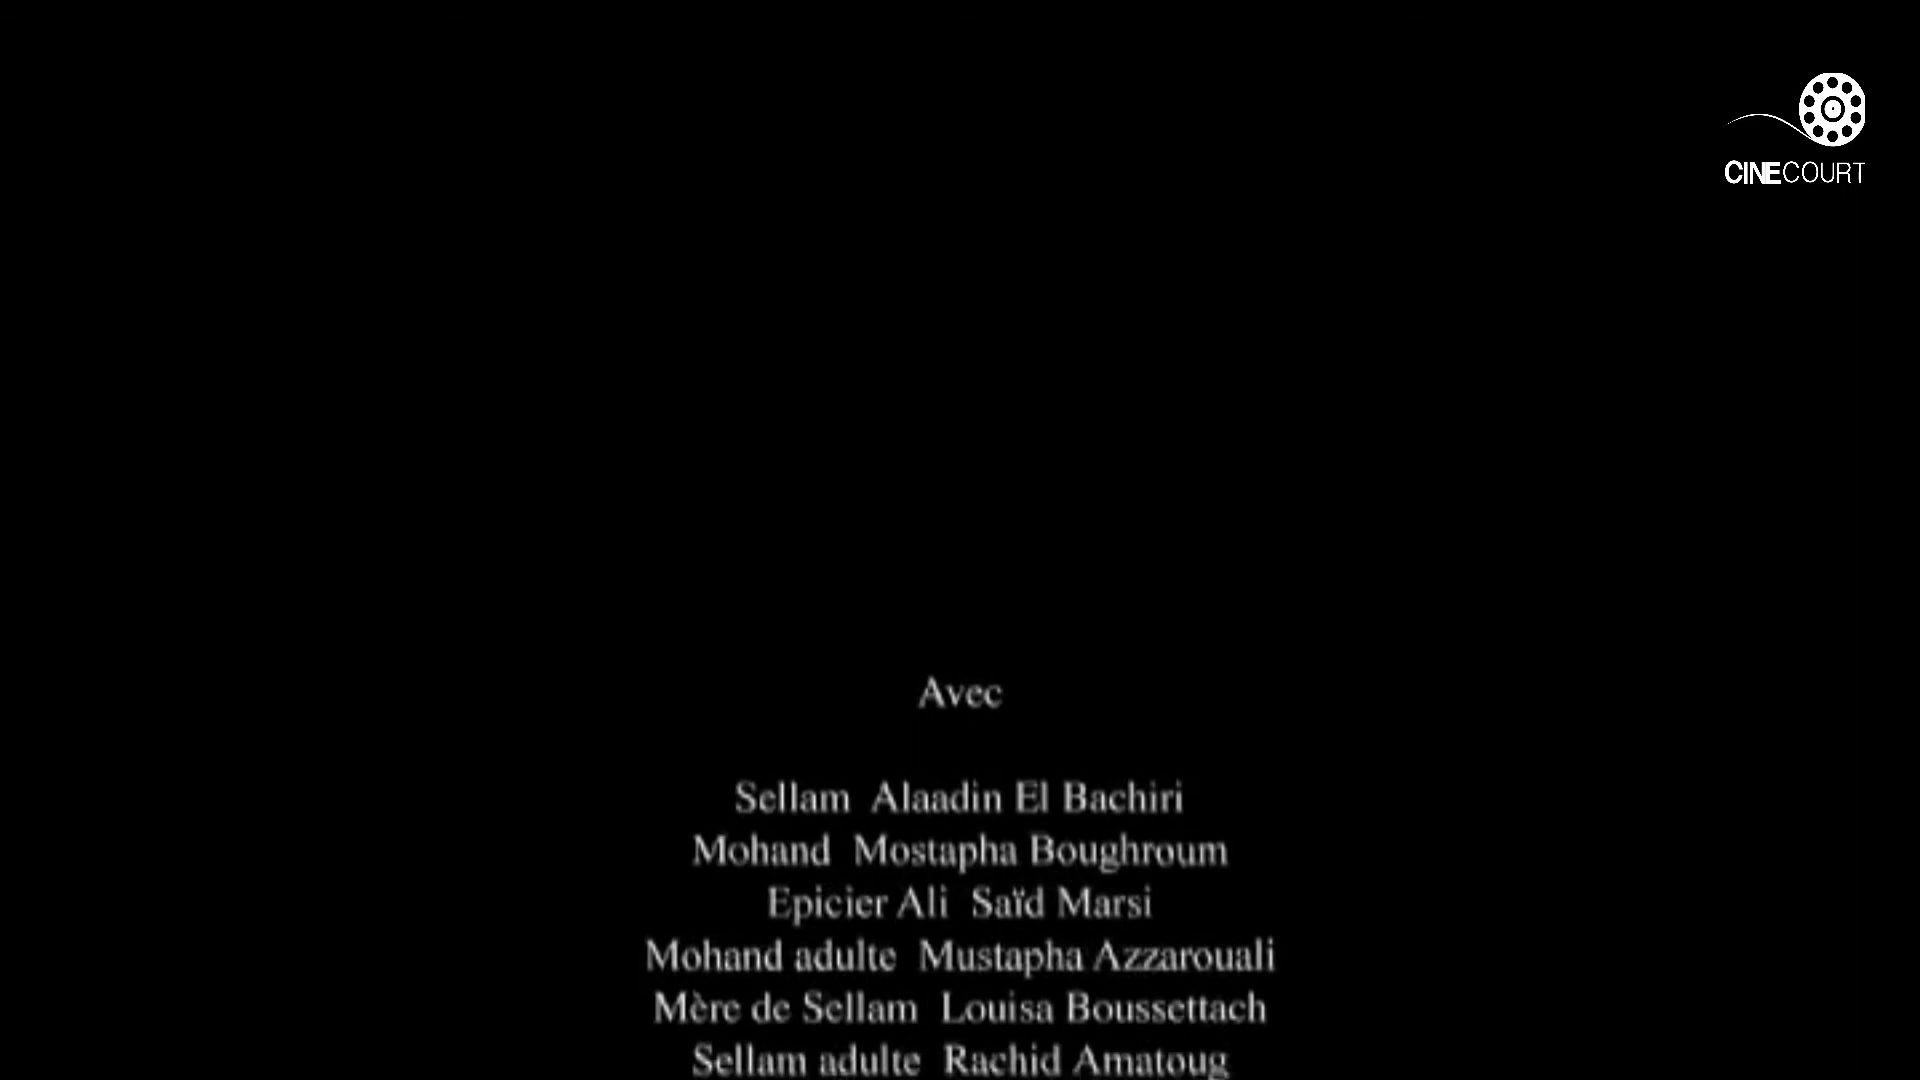 CINECOURT
Avec
Sellam Alaadin El Bachiri
Mohand Mostapha Boughroum
Epicier Ali Saïd Marsi
Mohand adulte Mustapha Azzarouali
Mère de Sellam Louisa Boussettach
Sellam adulte Rachid Amatoug